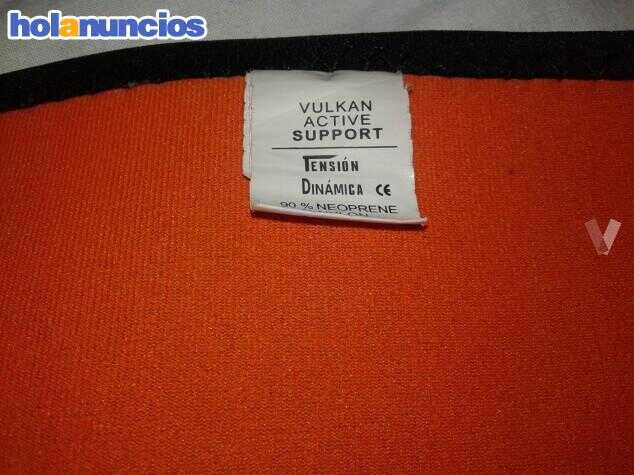 holanuncios
VULKAN
ACTIVE
SUPPORT
TENSIÓN
DINÁMICA CE
90 % NEOPRENE